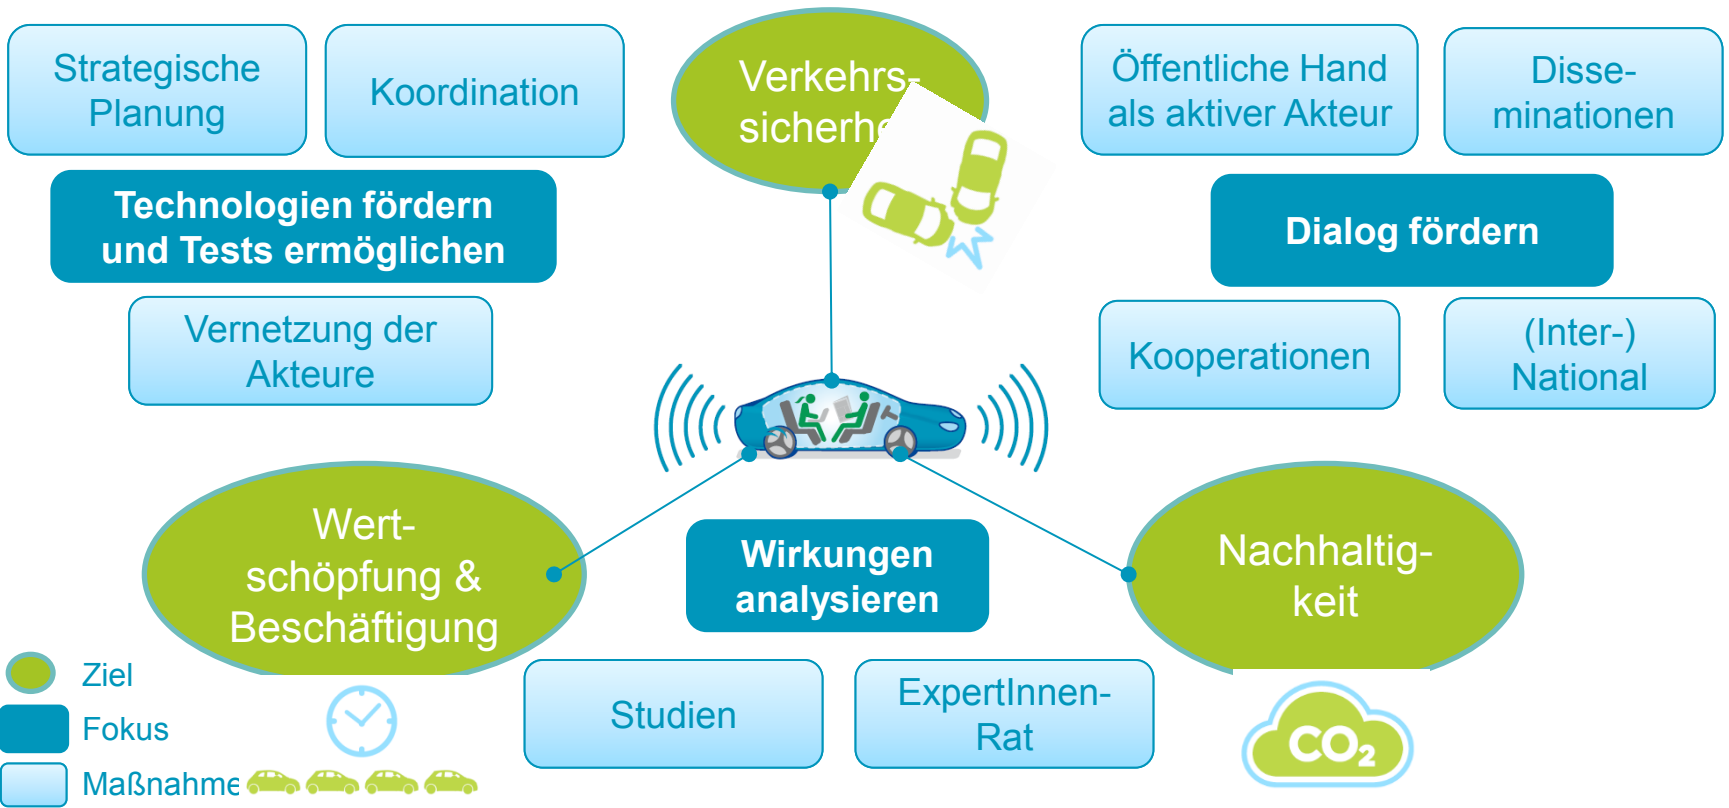 Strategische
Planung
Koordination
Technologien fördern
und Tests ermöglichen
Vernetzung der
Akteure
Verkehrs-
Öffentliche Hand
als aktiver Akteur
Disse-
minationen
Dialog fördern
Kooperationen
(Inter-)
National
Wert-
schöpfung &
Beschäftigung
Wirkungen
analysieren
Nachhaltig-
keit
Studien
ExpertInnen-
Rat
CO₂
Ziel
Fokus
Maßnahme